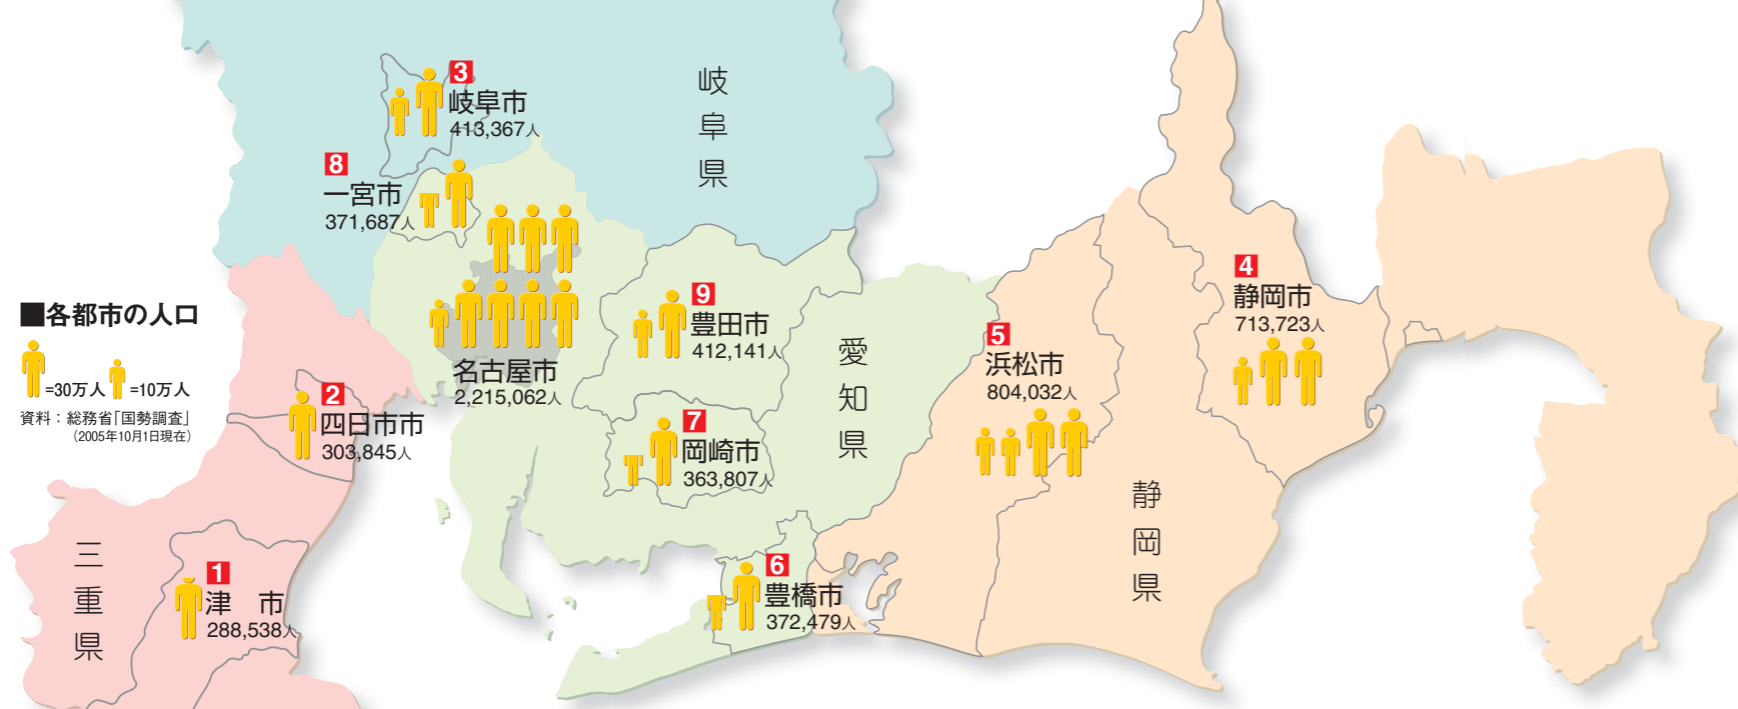 3
岐阜市
413,367人
岐阜県
8
一宮市
371,687人
■各都市の人口
=30万人 =10万人
資料：総務省「国勢調査」
（2005年10月1日現在）
名古屋市
2,215,062人
9
豊田市
412,141人
愛知県
4
静岡市
713,723人
5
浜松市
804,032人
2
四日市市
303,845人
7
岡崎市
363,807人
静岡県
三重県
1
津　市
288,538人
6
豊橋市
372,479人